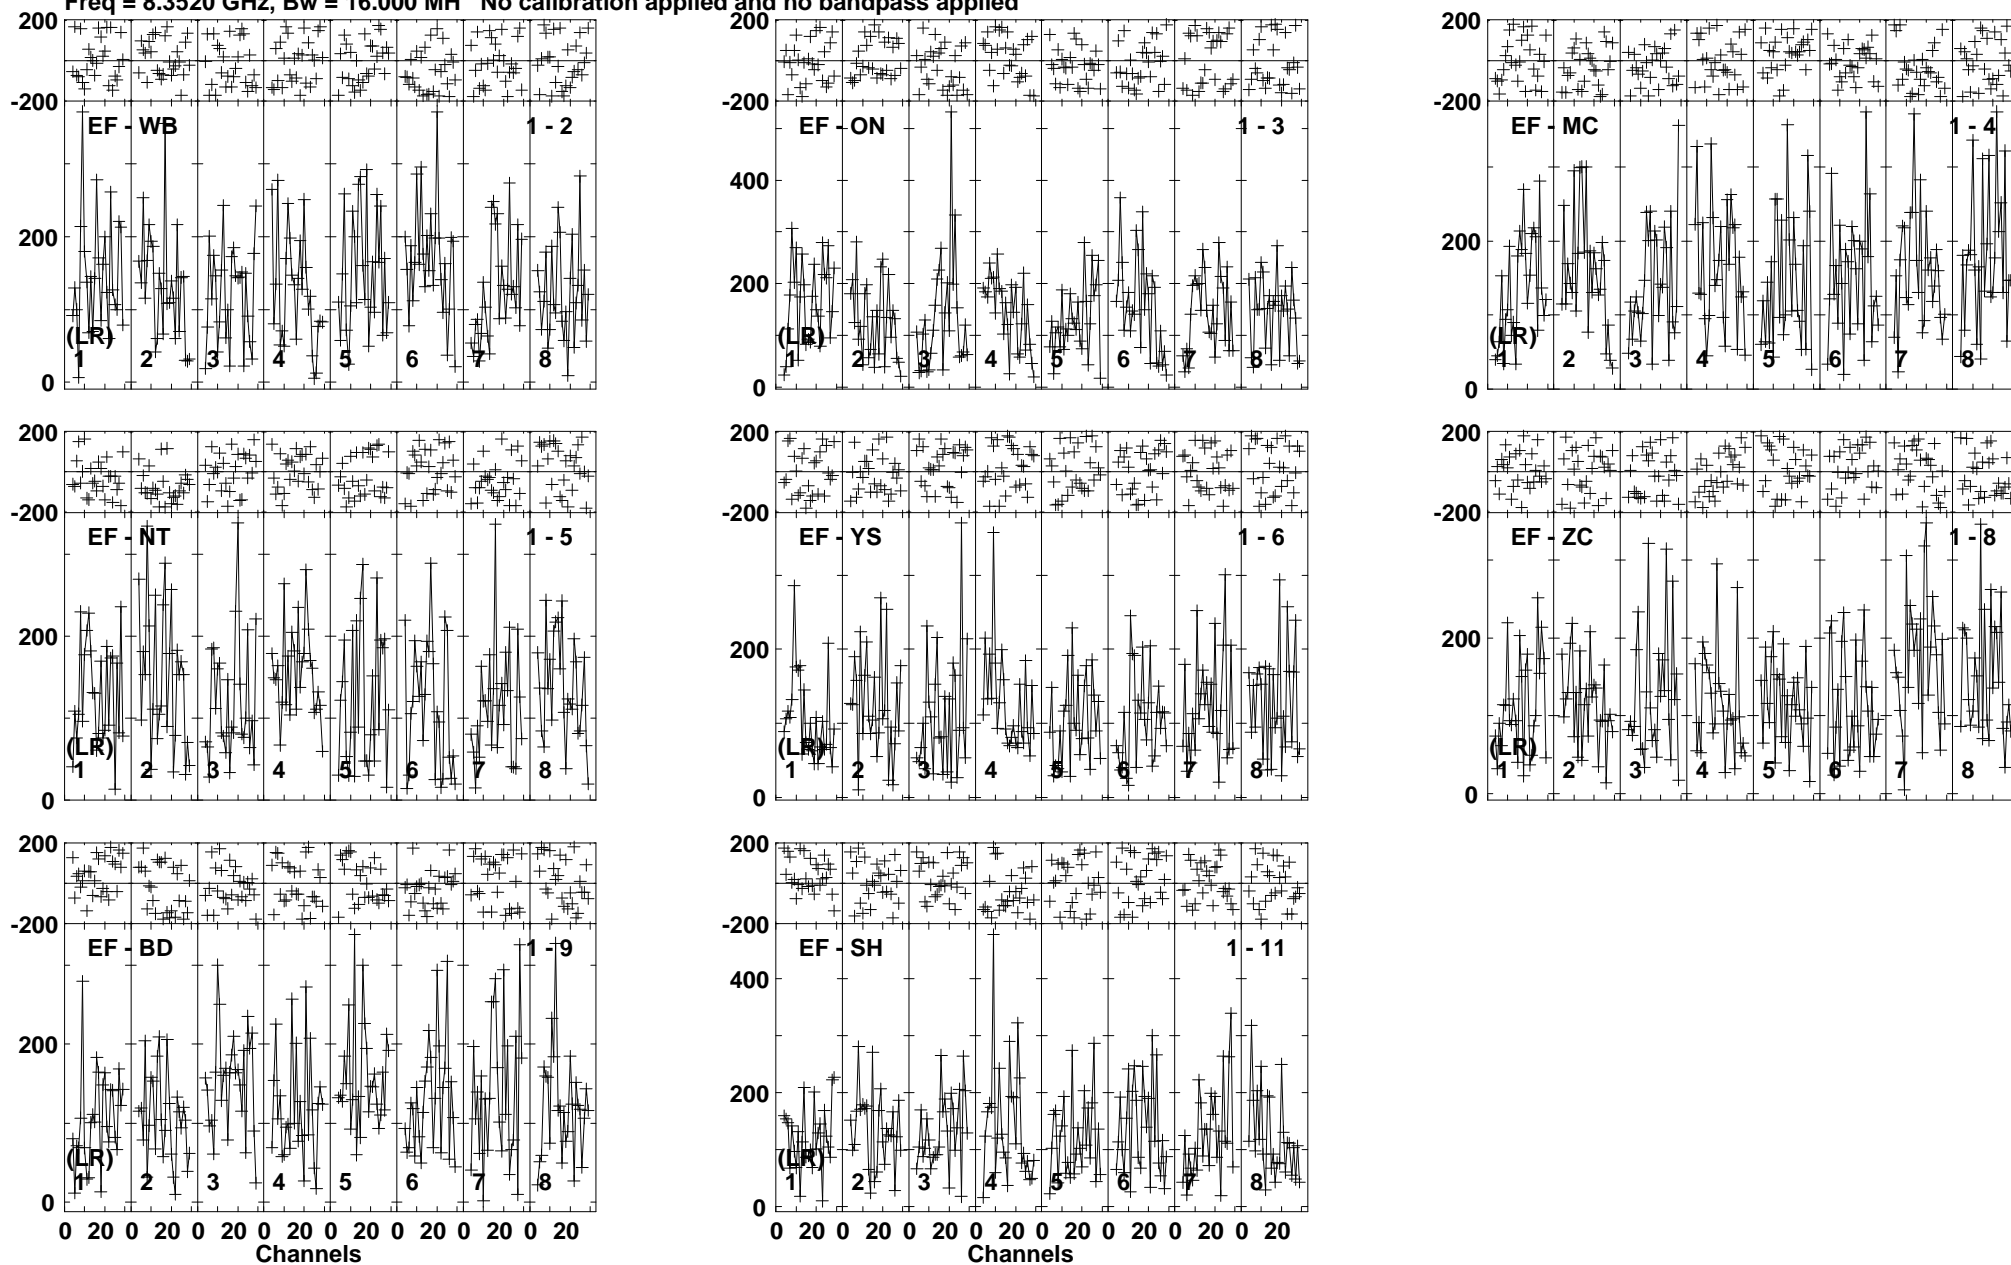 Freq = 8.3520 GHz, Bw = 16.000 MH No calibration applied and no bandpass applied
200
-200
EF - WB 1 - 2
200
0
(LR)
1 2 3 4 5 6 7 8
200
-200
EF - ON 1 - 3
400
200
0
(LR)
1 2 3 4 5 6 7 8
200
-200
EF - MC 1 - 4
200
0
(LR)
1 2 3 4 5 6 7 8
200
-200
EF - NT 1 - 5
200
0
(LR)
1 2 3 4 5 6 7 8
200
-200
EF - YS 1 - 6
200
0
(LR)
1 2 3 4 5 6 7 8
200
-200
EF - ZC 1 - 8
200
0
(LR)
1 2 3 4 5 6 7 8
200
-200
EF - BD 1 - 9
200
0
(LR)
1 2 3 4 5 6 7 8
0 20 0 20 0 20 0 20 0 20 0 20 0 20 0 20
Channels
200
-200
EF - SH 1 - 11
400
200
0
(LR)
1 2 3 4 5 6 7 8
0 20 0 20 0 20 0 20 0 20 0 20 0 20 0 20
Channels